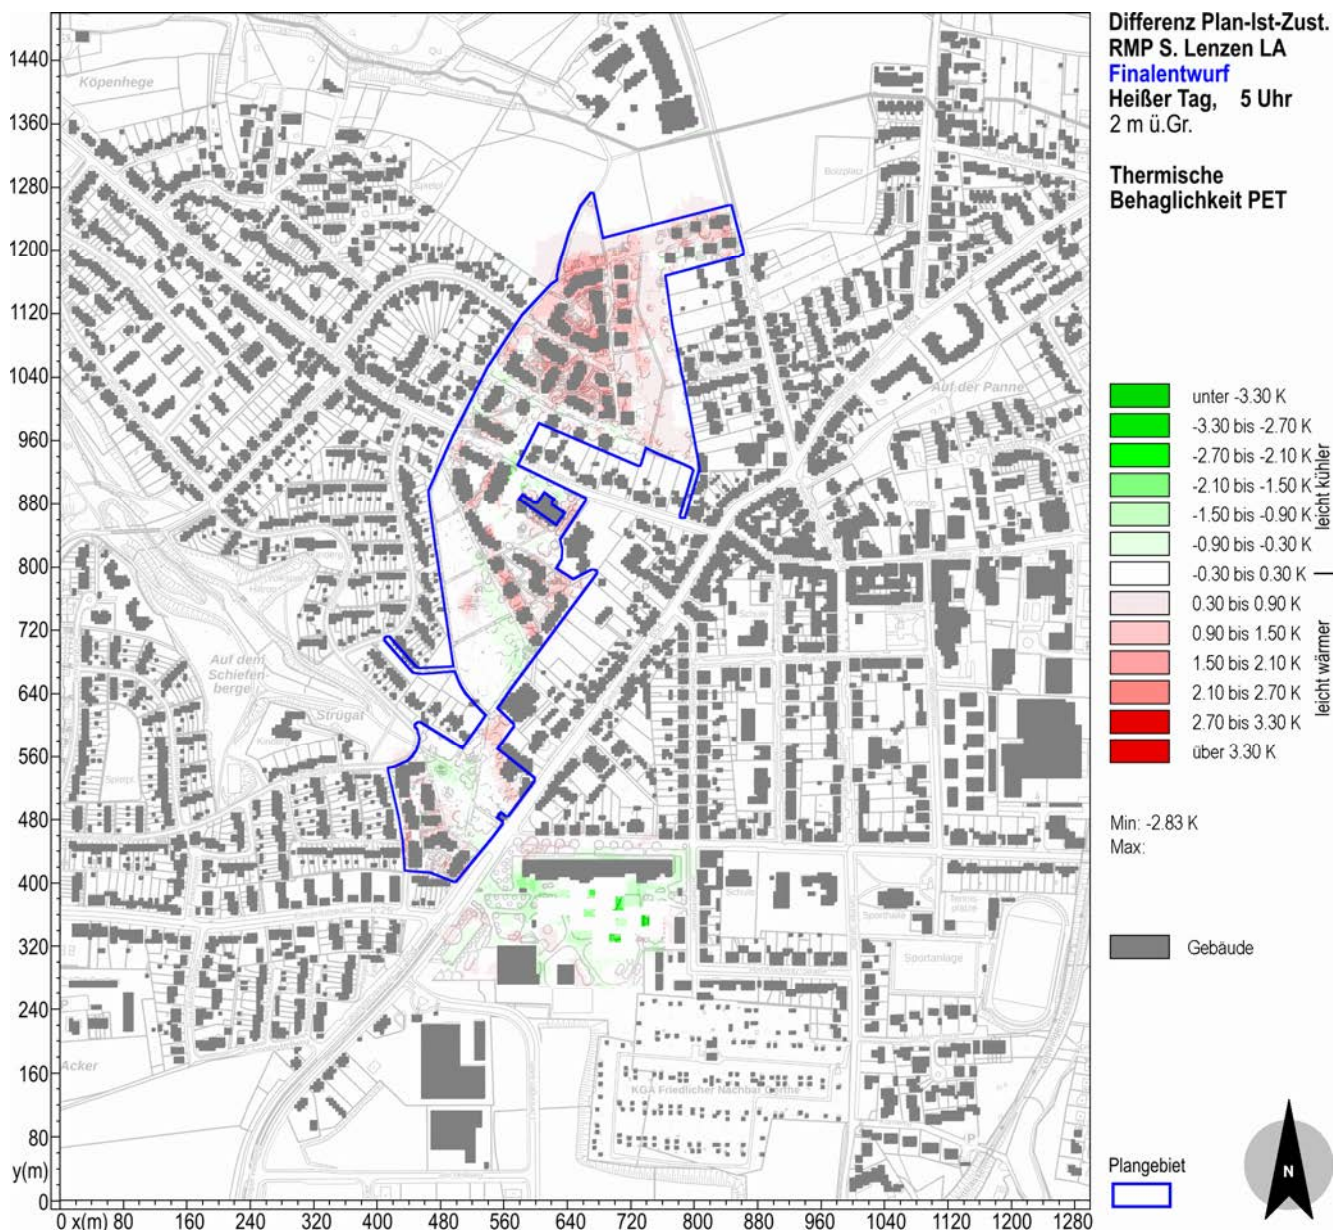 Differenz Plan-Ist-Zust.
RMP S. Lenzen LA
Finalentwurf
Heißer Tag, 5 Uhr
2 m ü.Gr.
Thermische
Behaglichkeit PET
unter -3.30 K
-3.30 bis -2.70 K
-2.70 bis -2.10 K
-2.10 bis -1.50 K
-1.50 bis -0.90 K
-0.90 bis -0.30 K
-0.30 bis 0.30 K
0.30 bis 0.90 K
0.90 bis 1.50 K
1.50 bis 2.10 K
2.10 bis 2.70 K
2.70 bis 3.30 K
über 3.30 K
leicht kühler
leicht wärmer
Min: -2.83 K
Max:
Gebäude
Plangebiet
N
1440
1360
1280
1200
1120
1040
960
880
800
720
640
560
480
400
320
240
160
80
y(m)
0
0 x(m) 80 160 240 320 400 480 560 640 720 800 880 960 1040 1120 1200 1280
Köpenhege
Spielpl.
Bolzplatz
Auf der Panne
Auf dem
Schiefen-
berge
Strügat
Spielpl.
Schule
Sporthalle
Tennis-
plätze
Sportanlage
Acker
KGA Friedlicher Nachbar Gerthe
P